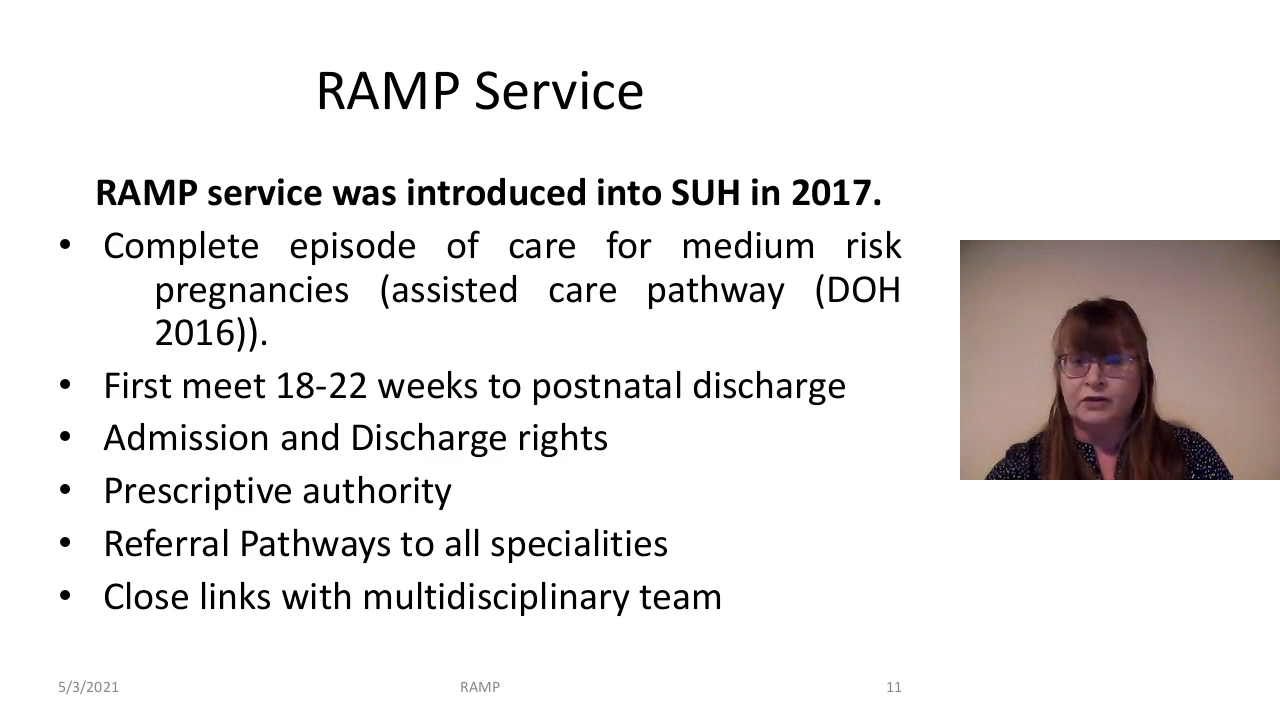 RAMP Service
RAMP service was introduced into SUH in 2017.
• Complete episode of care for medium risk
pregnancies (assisted care pathway (DOH
2016)).
• First meet 18-22 weeks to postnatal discharge
• Admission and Discharge rights
• Prescriptive authority
• Referral Pathways to all specialities
• Close links with multidisciplinary team
5/3/2021
RAMP
11